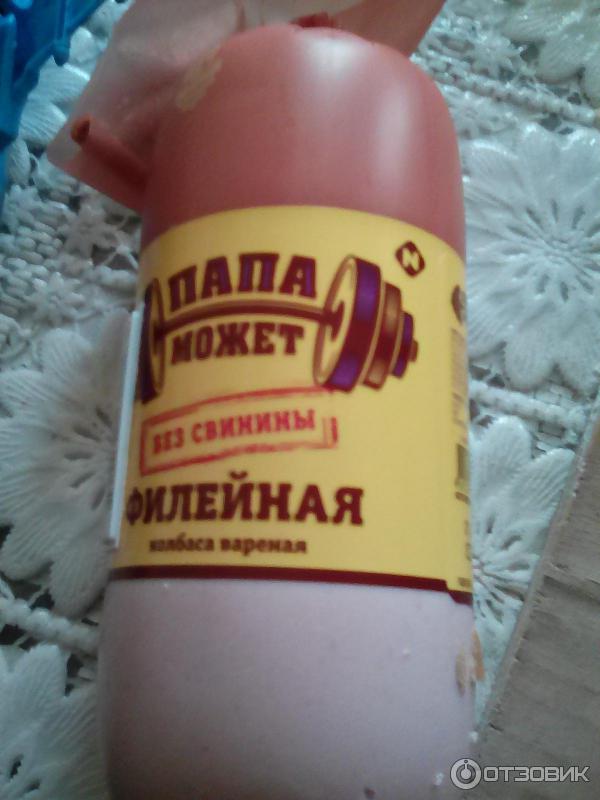 ПАПА
МОЖЕТ
БЕЗ СВИНИНЫ
ФИЛЕЙНАЯ
колбаса вареная
ОТЗОВИК